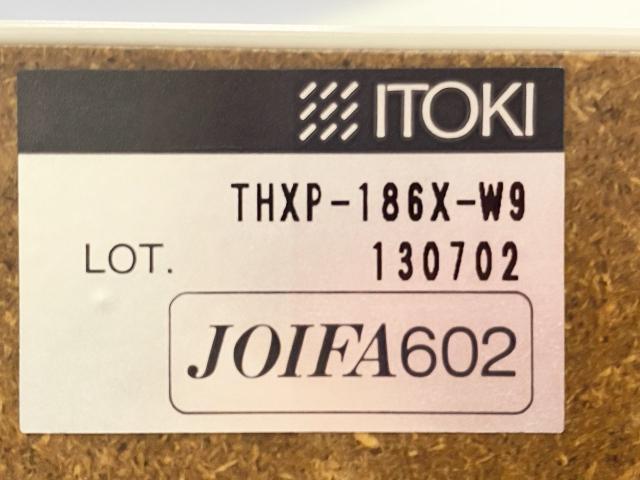 ITOKI
THXP-186X-W9
LOT. 130702
JOIFA602